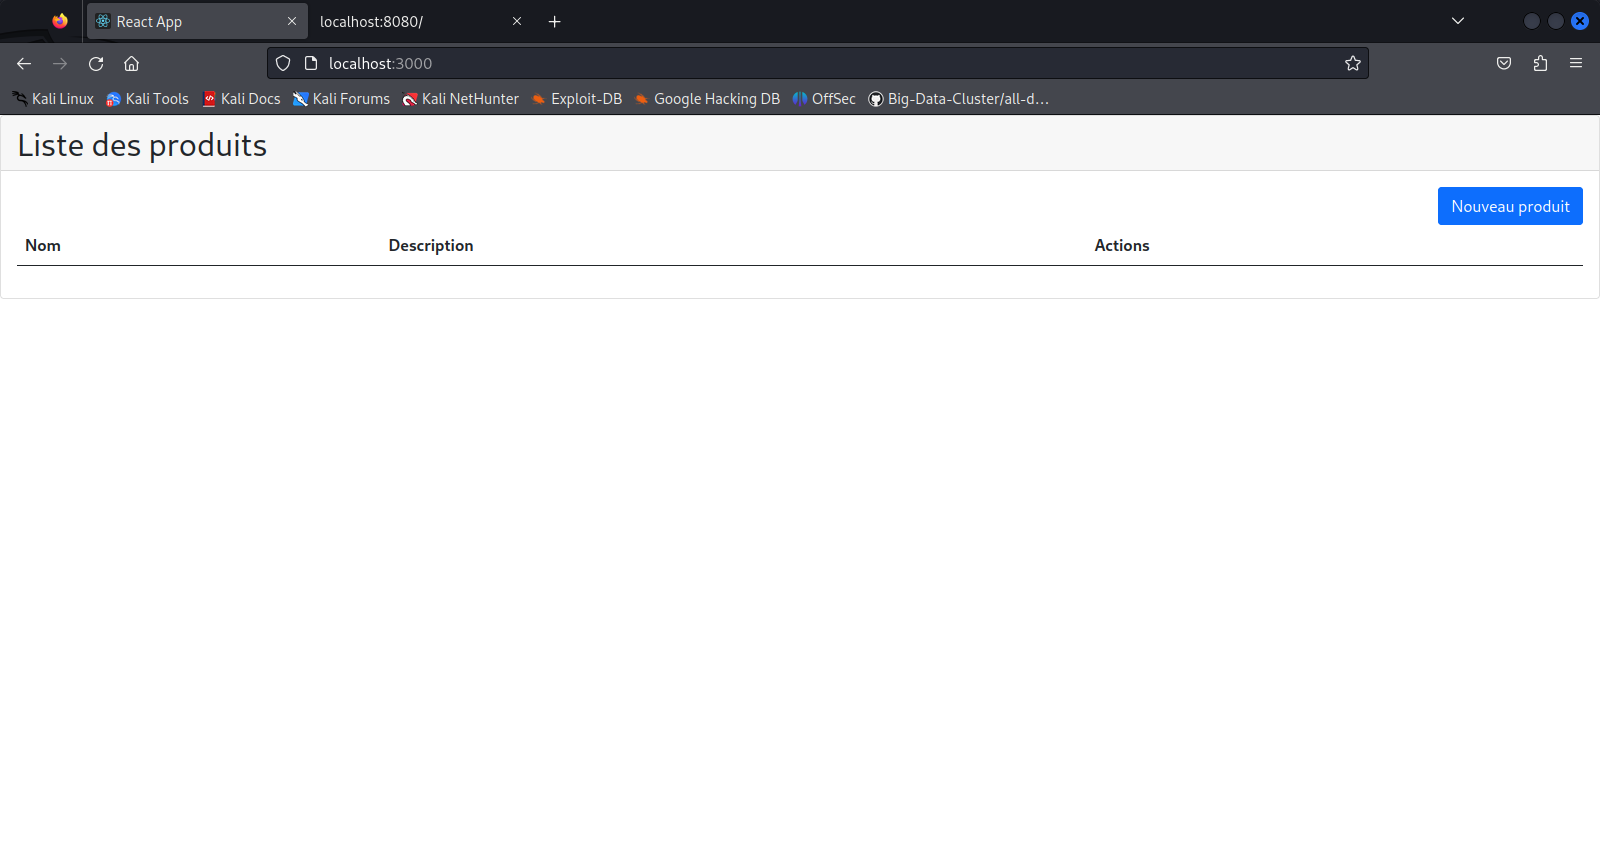 React App
localhost:8080/
localhost:3000
Kali Linux Kali Tools Kali Docs Kali Forums Kali NetHunter Exploit-DB Google Hacking DB OffSec Big-Data-Cluster/all-d…
Liste des produits
Nouveau produit
Nom Description Actions